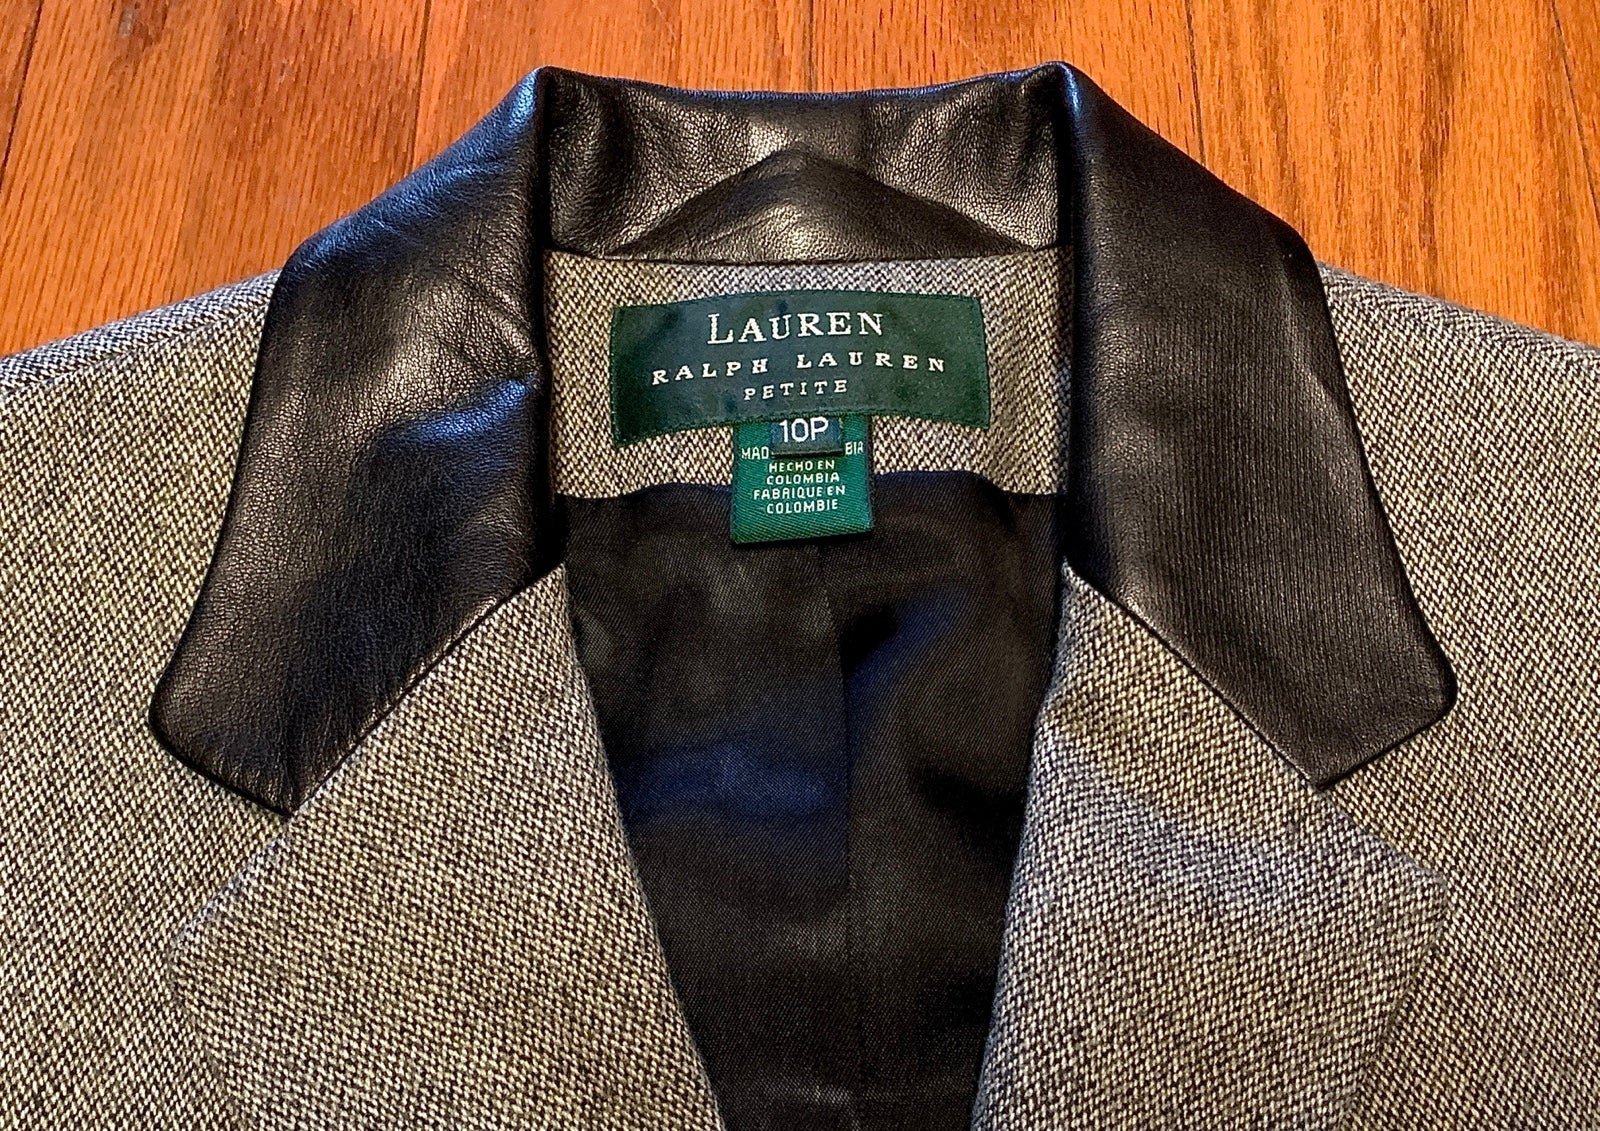 LAUREN
RALPH LAUREN
PETITE
10P
HECHO EN
COLOMBIA
FABRIQUE EN
COLOMBIE